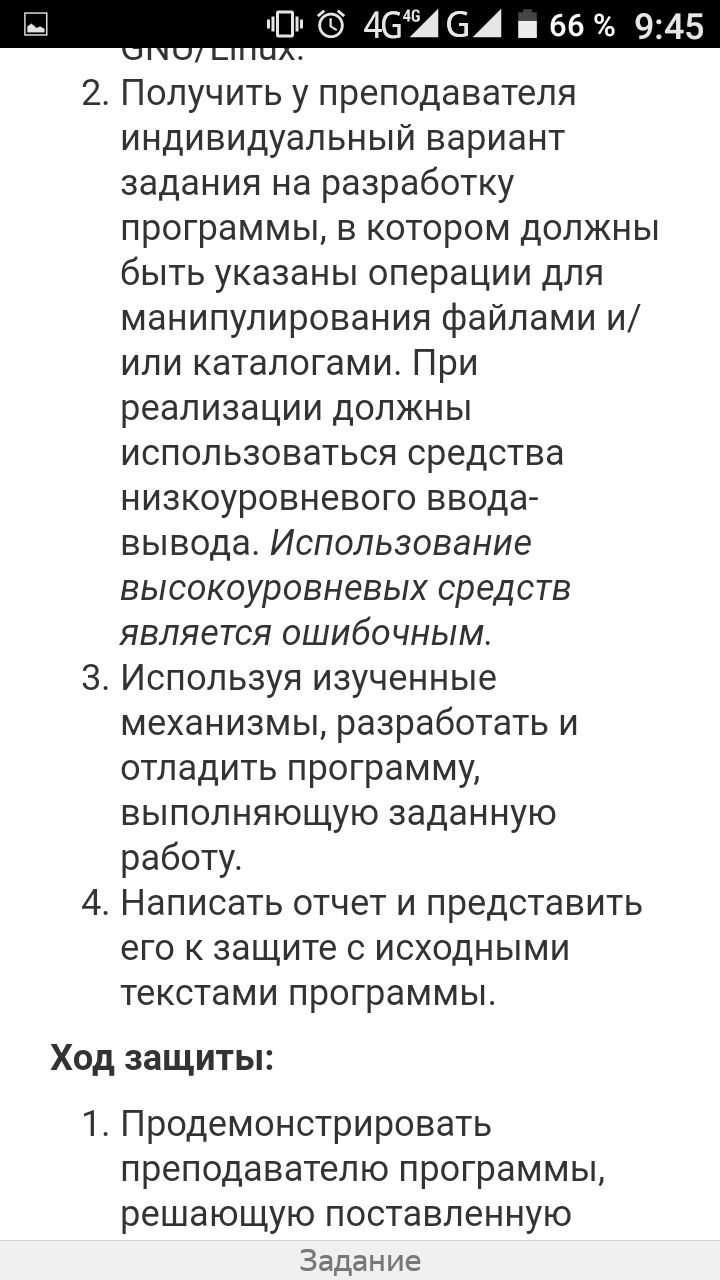 4G 4G G 66 % 9:45
GNU/Linux.
2. Получить у преподавателя
индивидуальный вариант
задания на разработку
программы, в котором должны
быть указаны операции для
манипулирования файлами и/
или каталогами. При
реализации должны
использоваться средства
низкоуровневого ввода-
вывода. Использование
высокоуровневых средств
является ошибочным.
3. Используя изученные
механизмы, разработать и
отладить программу,
выполняющую заданную
работу.
4. Написать отчет и представить
его к защите с исходными
текстами программы.
Ход защиты:
1. Продемонстрировать
преподавателю программы,
решающую поставленную
Задание